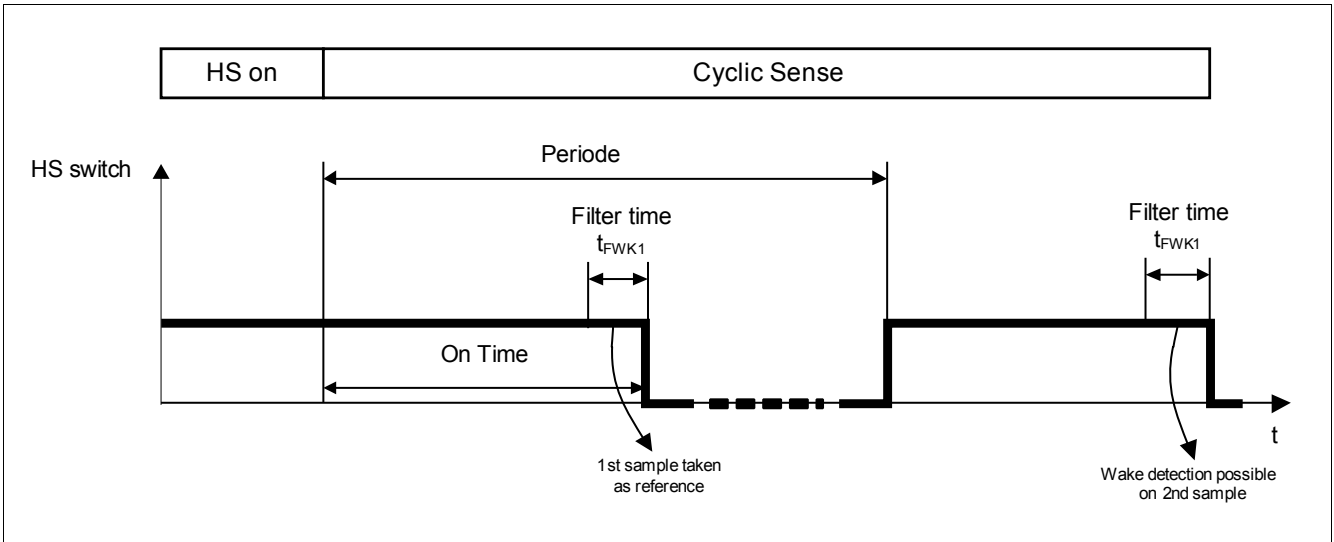 HS on
Cyclic Sense
HS switch
Periode
Filter time
tFWK1
Filter time
tFWK1
On Time
t
1st sample taken
as reference
Wake detection possible
on 2nd sample